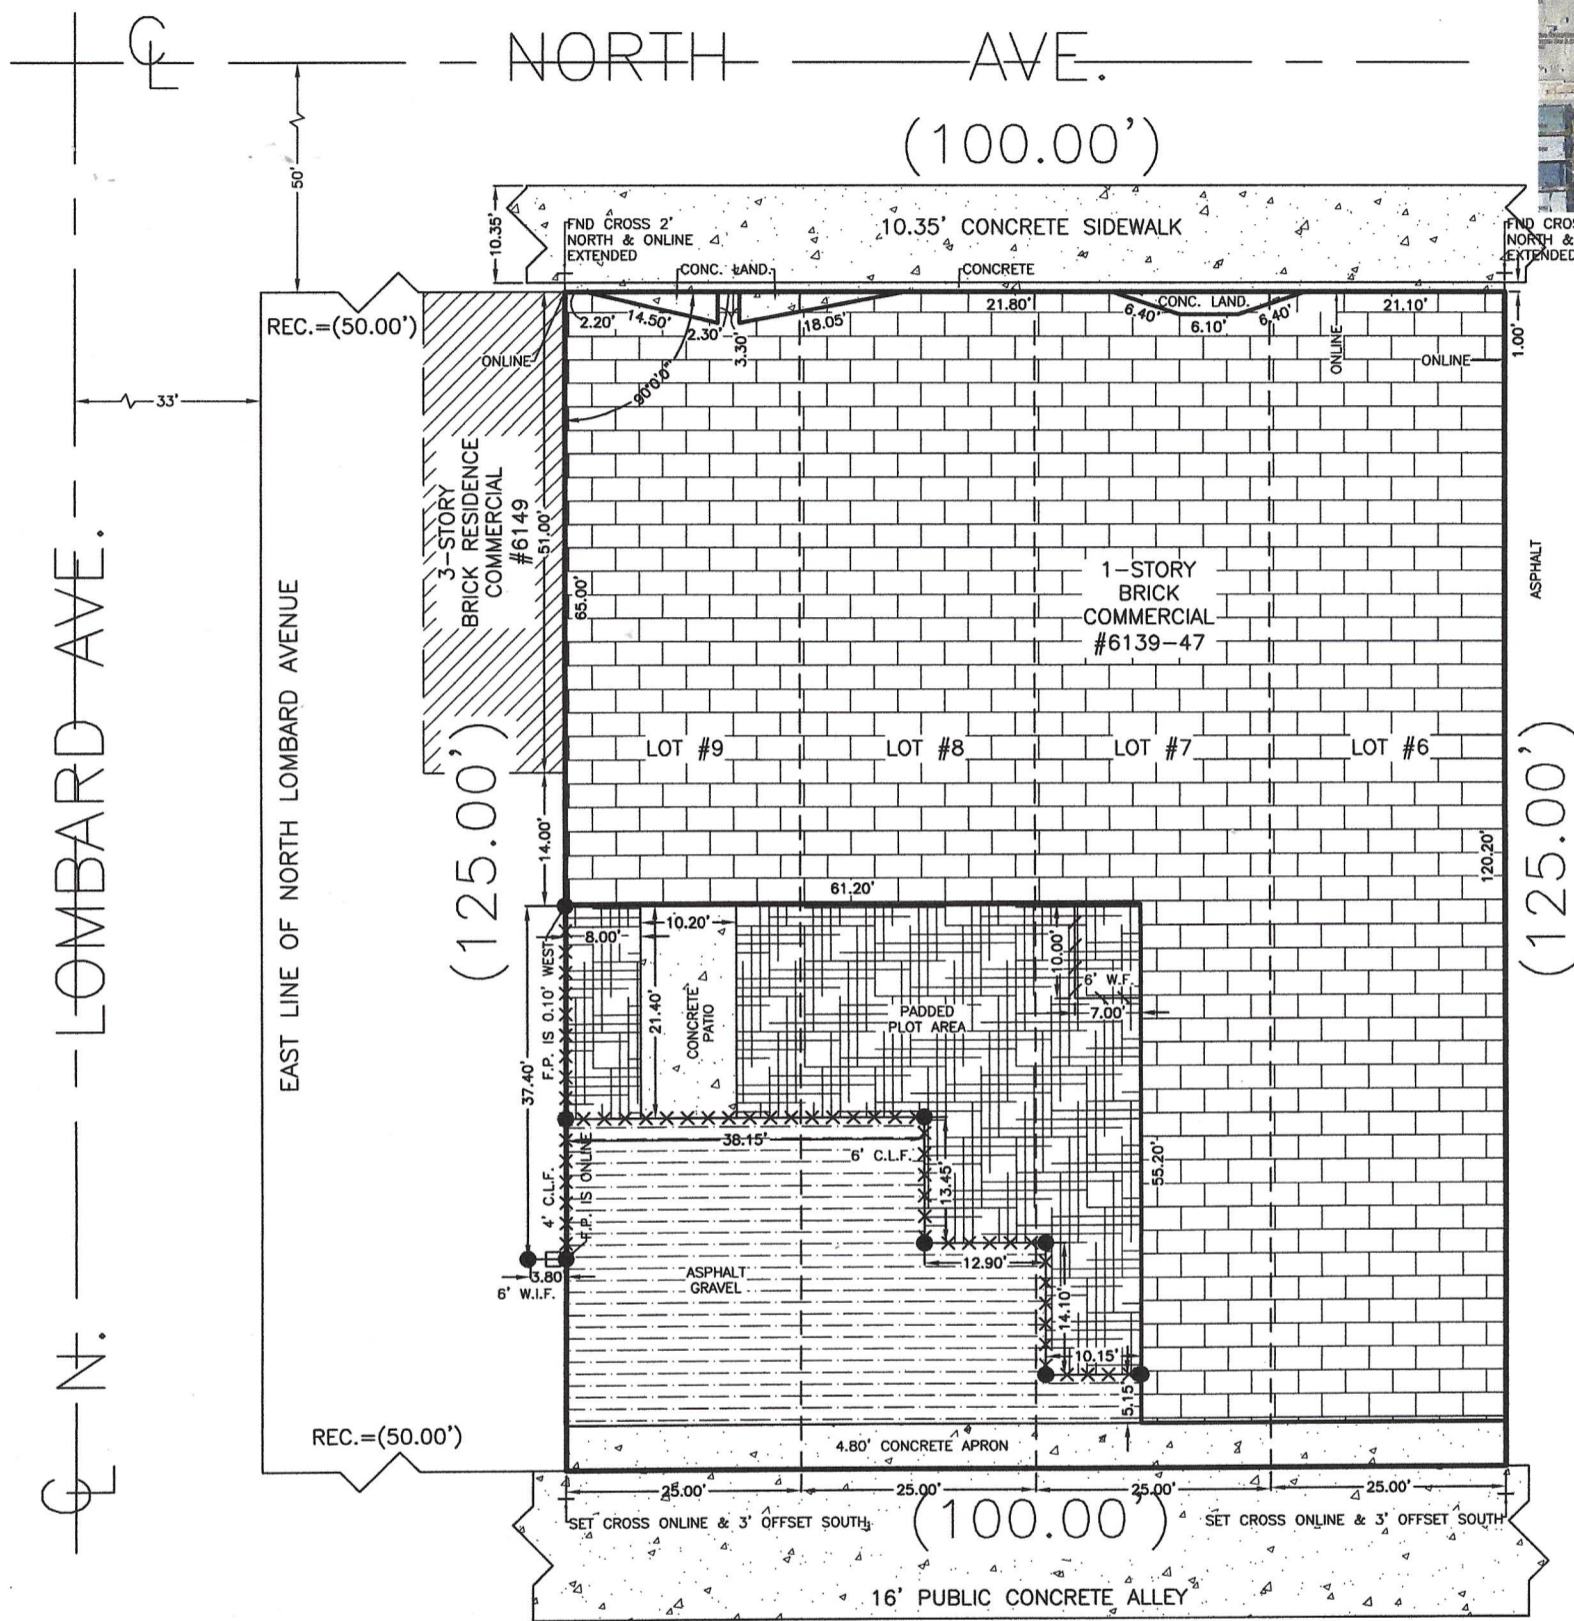 C L
NORTH AVE.
(100.00')
50'
10.35'
FND CROSS 2'
NORTH & ONLINE
EXTENDED
10.35' CONCRETE SIDEWALK
NORTH &
EXTENDED
CONC. LAND.
CONCRETE
REC.=(50.00')
2.20'
14.50'
2.30'
3.30'
18.05'
21.80'
CONC. LAND.
6.40'
6.10'
6.40'
21.10'
1.00'
ONLINE
ONLINE
ONLINE
90°0'0"
33'
3-STORY
BRICK RESIDENCE
COMMERCIAL
#6149
51.00'
65.00'
1-STORY
BRICK
COMMERCIAL
#6139-47
ASPHALT
EAST LINE OF NORTH LOMBARD AVENUE
N. LOMBARD AVE.
LOT #9
LOT #8
LOT #7
LOT #6
(125.00')
(125.00')
14.00'
120.20'
61.20'
8.00'
10.20'
F.P. IS 0.10' WEST
21.40'
CONCRETE
PATIO
PADDED
PLOT AREA
10.00'
6' W.F.
7.00'
37.40'
38.15'
6' C.L.F.
4' C.L.F.
F.P. IS ONLINE
13.45'
55.20'
3.80'
6' W.I.F.
ASPHALT
GRAVEL
12.90'
14.10'
10.15'
5.15'
REC.=(50.00')
4.80' CONCRETE APRON
C L
25.00'
25.00'
25.00'
25.00'
SET CROSS ONLINE & 3' OFFSET SOUTH
(100.00')
SET CROSS ONLINE & 3' OFFSET SOUTH
16' PUBLIC CONCRETE ALLEY